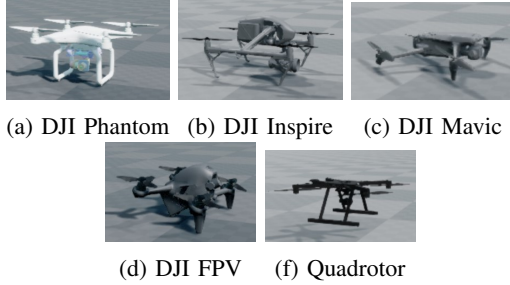 (a) DJI Phantom (b) DJI Inspire (c) DJI Mavic
(d) DJI FPV (f) Quadrotor